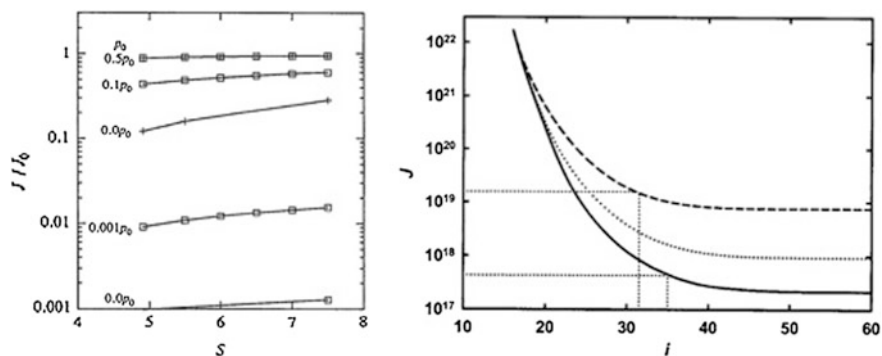 p₀
1
0.5p₀
0.1p₀
0.0p₀
0.1
J / J₀
0.01
0.001p₀
0.0p₀
0.001
4 5 6 7 8
S
10²²
10²¹
10²⁰
J
10¹⁹
10¹⁸
10¹⁷
10 20 30 40 50 60
i